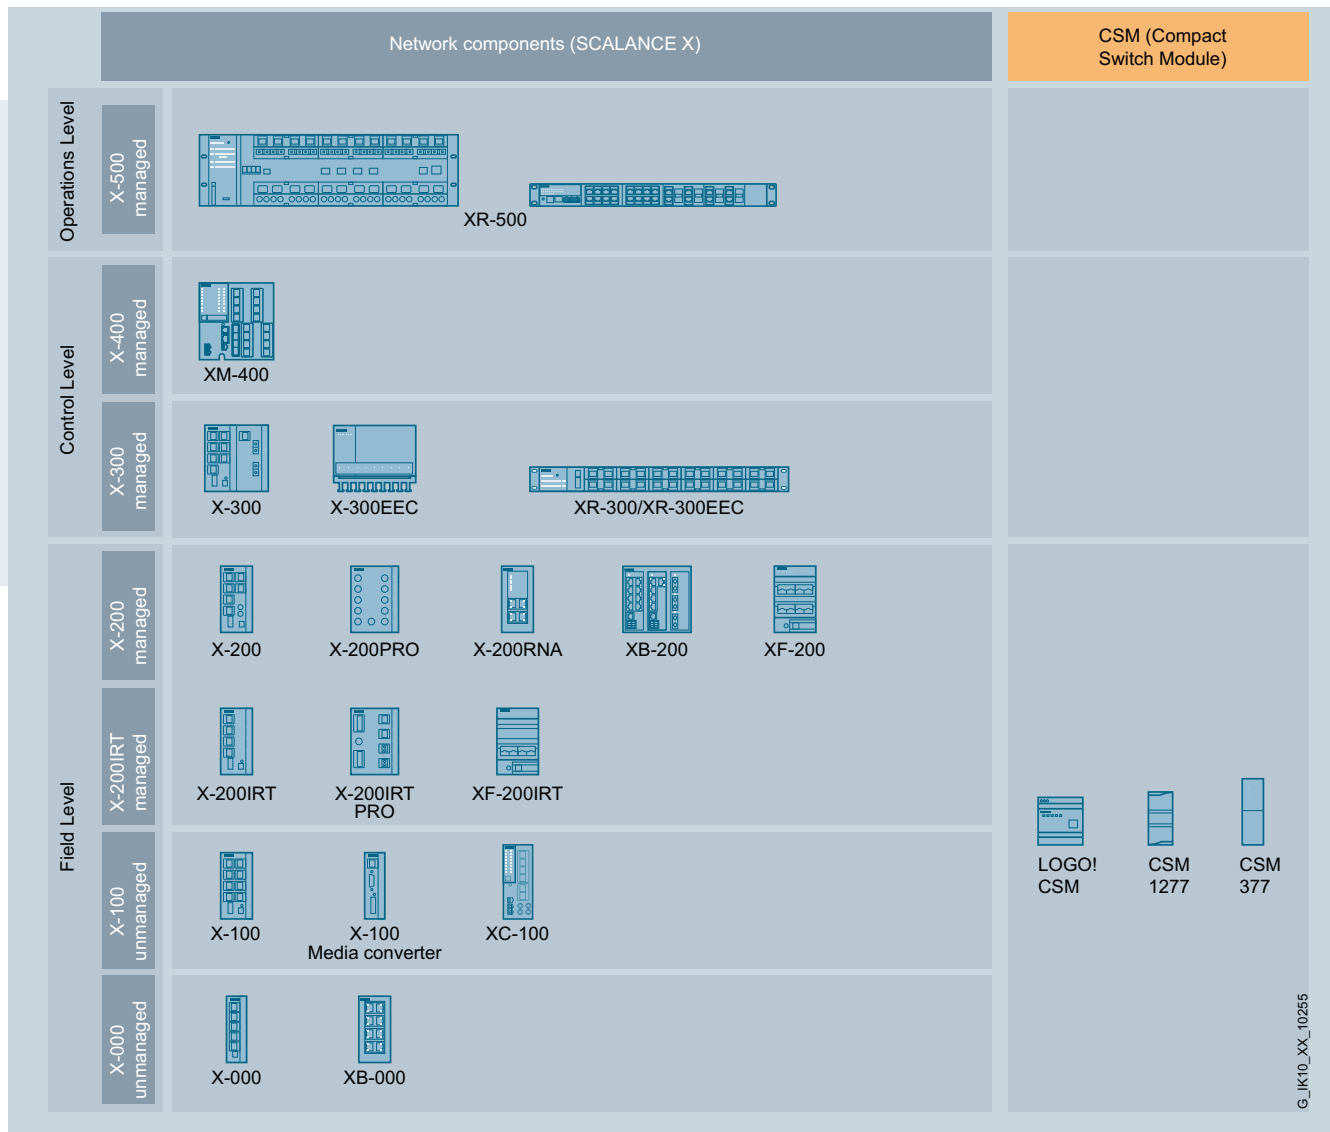 Network components (SCALANCE X)
CSM (Compact
Switch Module)
Operations Level
X-500
managed
XR-500
Control Level
X-400
managed
XM-400
X-300
managed
X-300
X-300EEC
XR-300/XR-300EEC
Field Level
X-200
managed
X-200
X-200PRO
X-200RNA
XB-200
XF-200
X-200IRT
managed
X-200IRT
X-200IRT
PRO
XF-200IRT
X-100
unmanaged
X-100
X-100
Media converter
XC-100
X-000
unmanaged
X-000
XB-000
LOGO!
CSM
CSM
1277
CSM
377
G_IK10_XX_10255